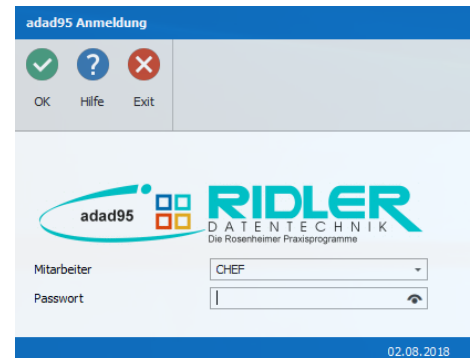 adad95 Anmeldung
OK Hilfe Exit
adad95
RIDLER
DATENTECHNIK
Die Rosenheimer Praxisprogramme
Mitarbeiter CHEF
Passwort
02.08.2018